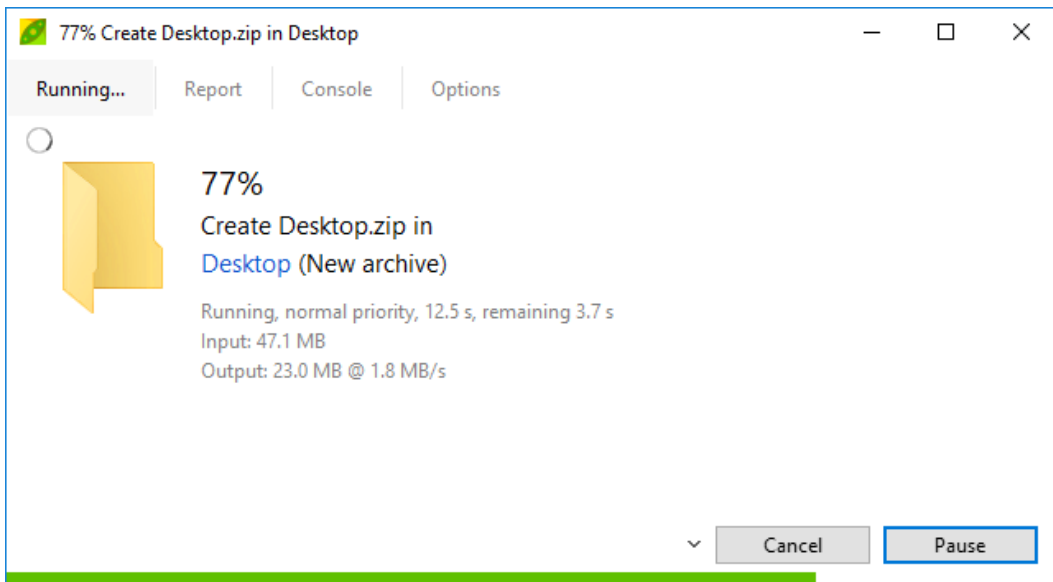 77% Create Desktop.zip in Desktop
Running... Report Console Options
77%
Create Desktop.zip in
Desktop (New archive)
Running, normal priority, 12.5 s, remaining 3.7 s
Input: 47.1 MB
Output: 23.0 MB @ 1.8 MB/s
Cancel Pause